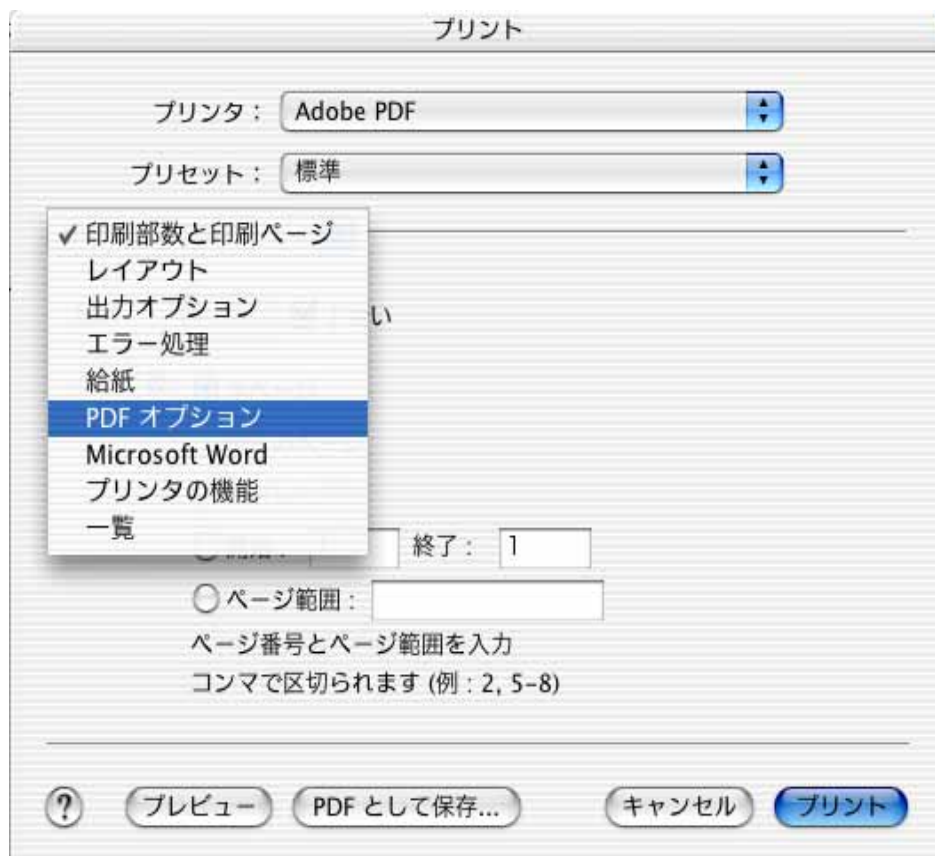 プリント
プリンタ： Adobe PDF
プリセット： 標準
✓ 印刷部数と印刷ページ
レイアウト
出力オプション
い
エラー処理
給紙
PDF オプション
Microsoft Word
プリンタの機能
一覧
終了： 1
ページ範囲：
ページ番号とページ範囲を入力
コンマで区切られます (例：2, 5-8)
? プレビュー PDF として保存... キャンセル プリント